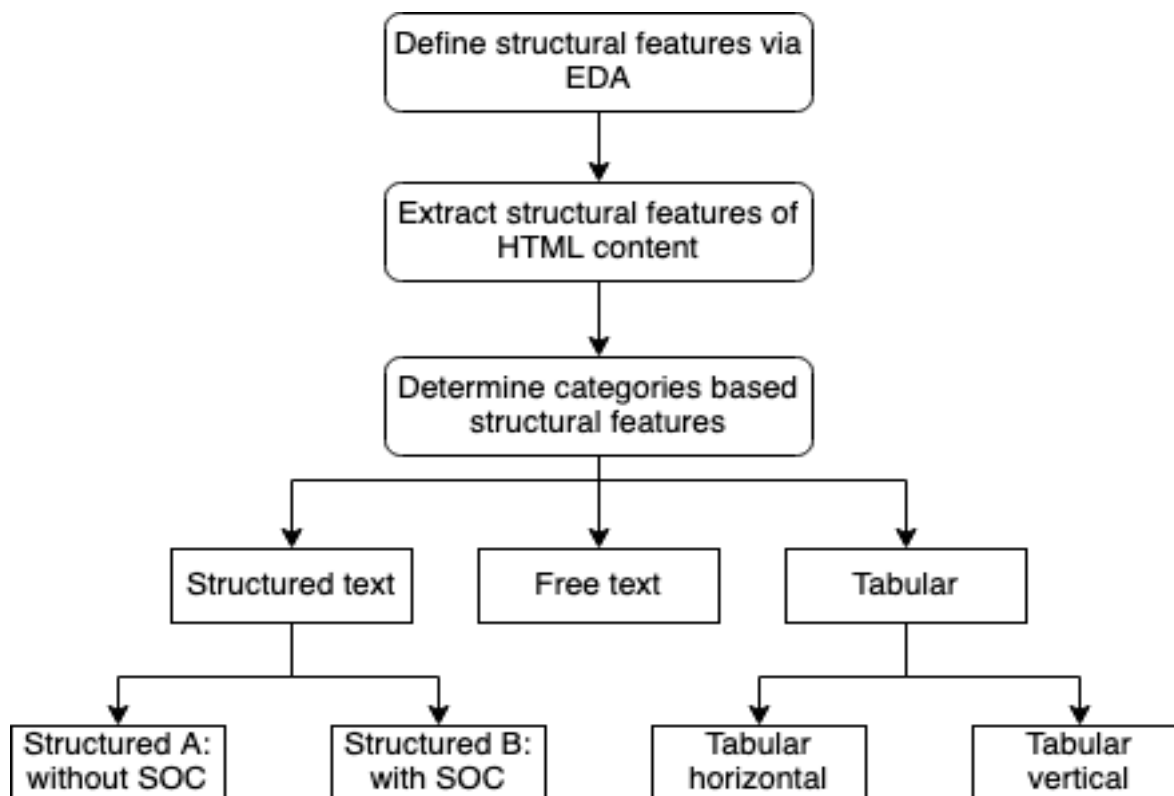 Define structural features via
EDA
Extract structural features of
HTML content
Determine categories based
structural features
Structured text
Free text
Tabular
Structured A:
without SOC
Structured B:
with SOC
Tabular
horizontal
Tabular
vertical